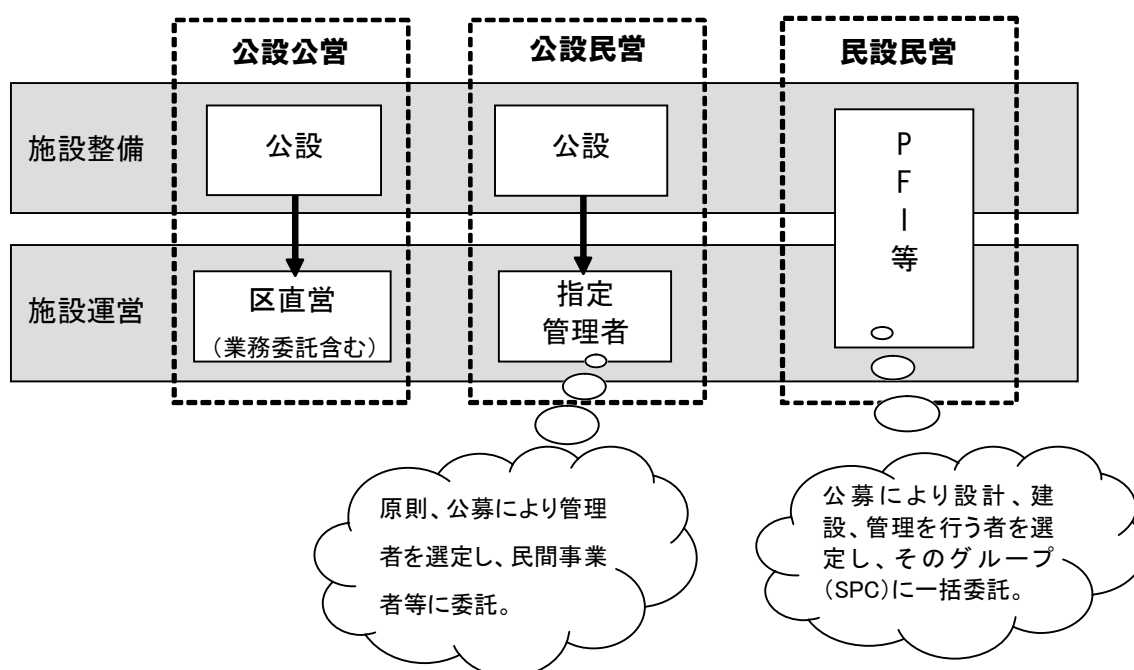 公設公営
公設民営
民設民営
施設整備
公設
公設
PFI等
施設運営
区直営
（業務委託含む）
指定
管理者
原則、公募により管理
者を選定し、民間事業
者等に委託。
公募により設計、建
設、管理を行う者を選
定し、そのグループ
(SPC)に一括委託。